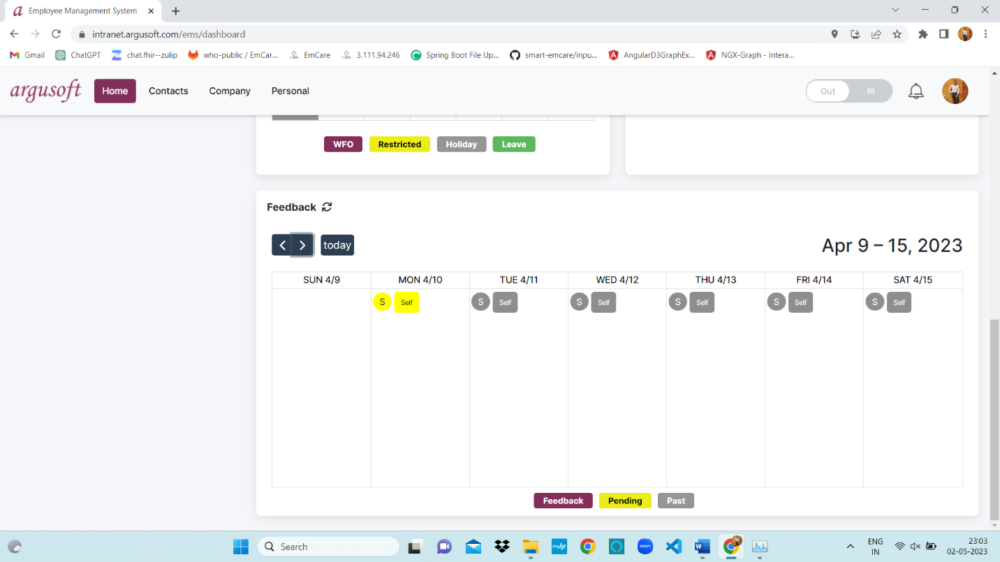 a Employee Management System
intranet.argusoft.com/ems/dashboard
Gmail ChatGPT chat.fhir--zulip who-public / EmCar... EmCare 3.111.94.246 Spring Boot File Up... smart-emcare/inpu... AngularD3GraphEx... NGX-Graph - Intera...
argusoft Home Contacts Company Personal Out In
WFO Restricted Holiday Leave
Feedback
today Apr 9 – 15, 2023
SUN 4/9 MON 4/10 TUE 4/11 WED 4/12 THU 4/13 FRI 4/14 SAT 4/15
S Self S Self S Self S Self S Self S Self
Feedback Pending Past
Search myhp zoom W ENG 23:03
IN 02-05-2023